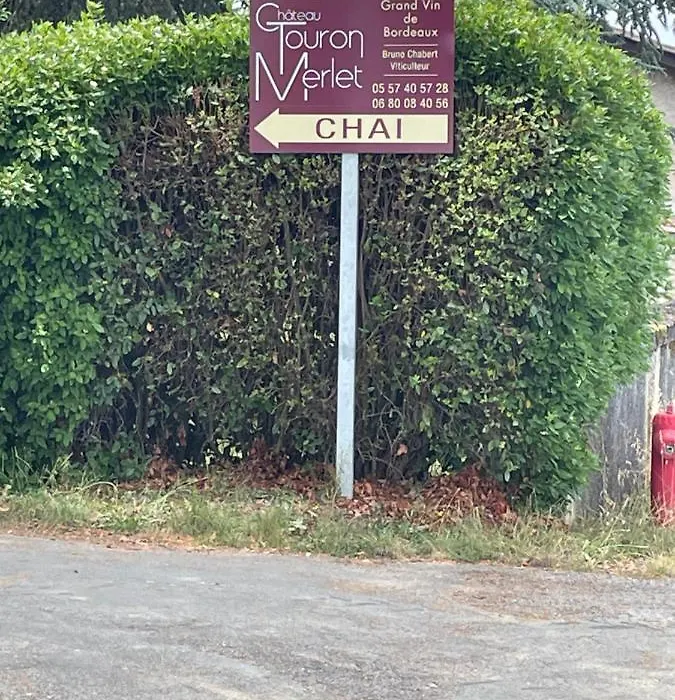 Château
Touron
Merlet
Grand Vin
de
Bordeaux
Bruno Chabert
Viticulteur
05 57 40 57 28
06 80 08 40 56
CHAI